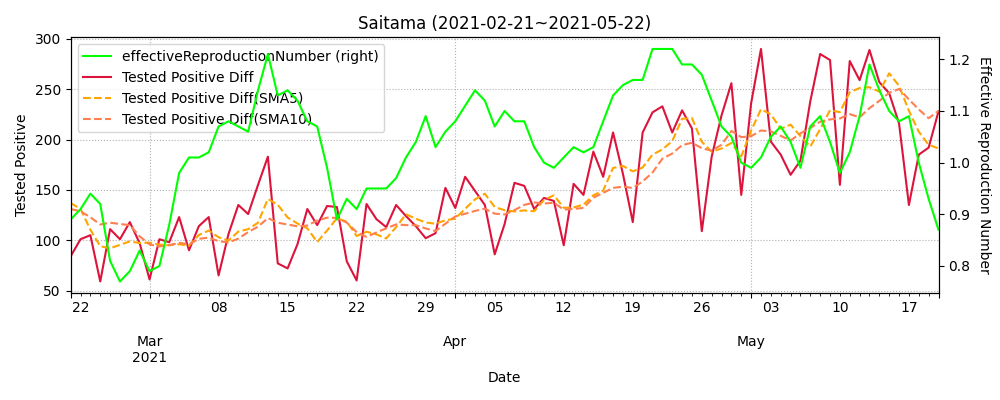 Saitama (2021-02-21~2021-05-22)
effectiveReproductionNumber (right)
Tested Positive Diff
Tested Positive Diff(SMA5)
Tested Positive Diff(SMA10)
Tested Positive
300
250
200
150
100
50
1.2
1.1
1.0
0.9
0.8
Effective Reproduction Number
22 08 15 22 29 05 12 19 26 03 10 17
Mar Apr May
2021
Date